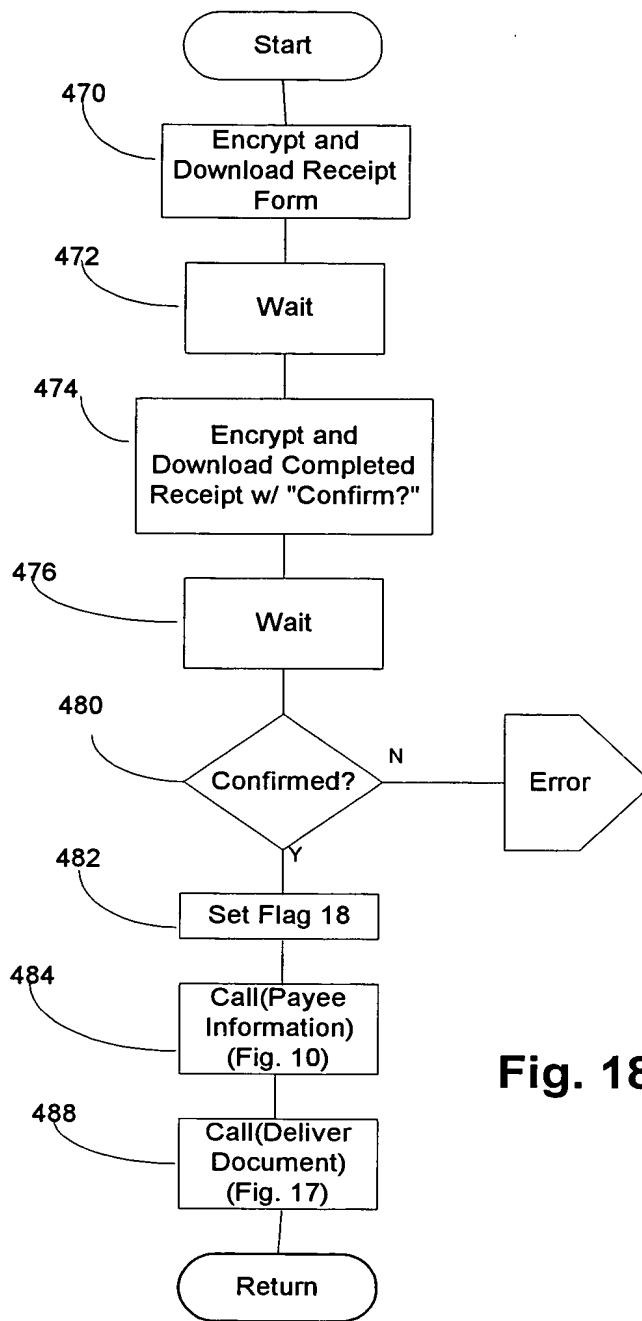 Start
470
Encrypt and
Download Receipt
Form
472
Wait
474
Encrypt and
Download Completed
Receipt w/ "Confirm?"
476
Wait
480
Confirmed?
N
Error
Y
482
Set Flag 18
484
Call(Payee
Information)
(Fig. 10)
Fig. 18
488
Call(Deliver
Document)
(Fig. 17)
Return